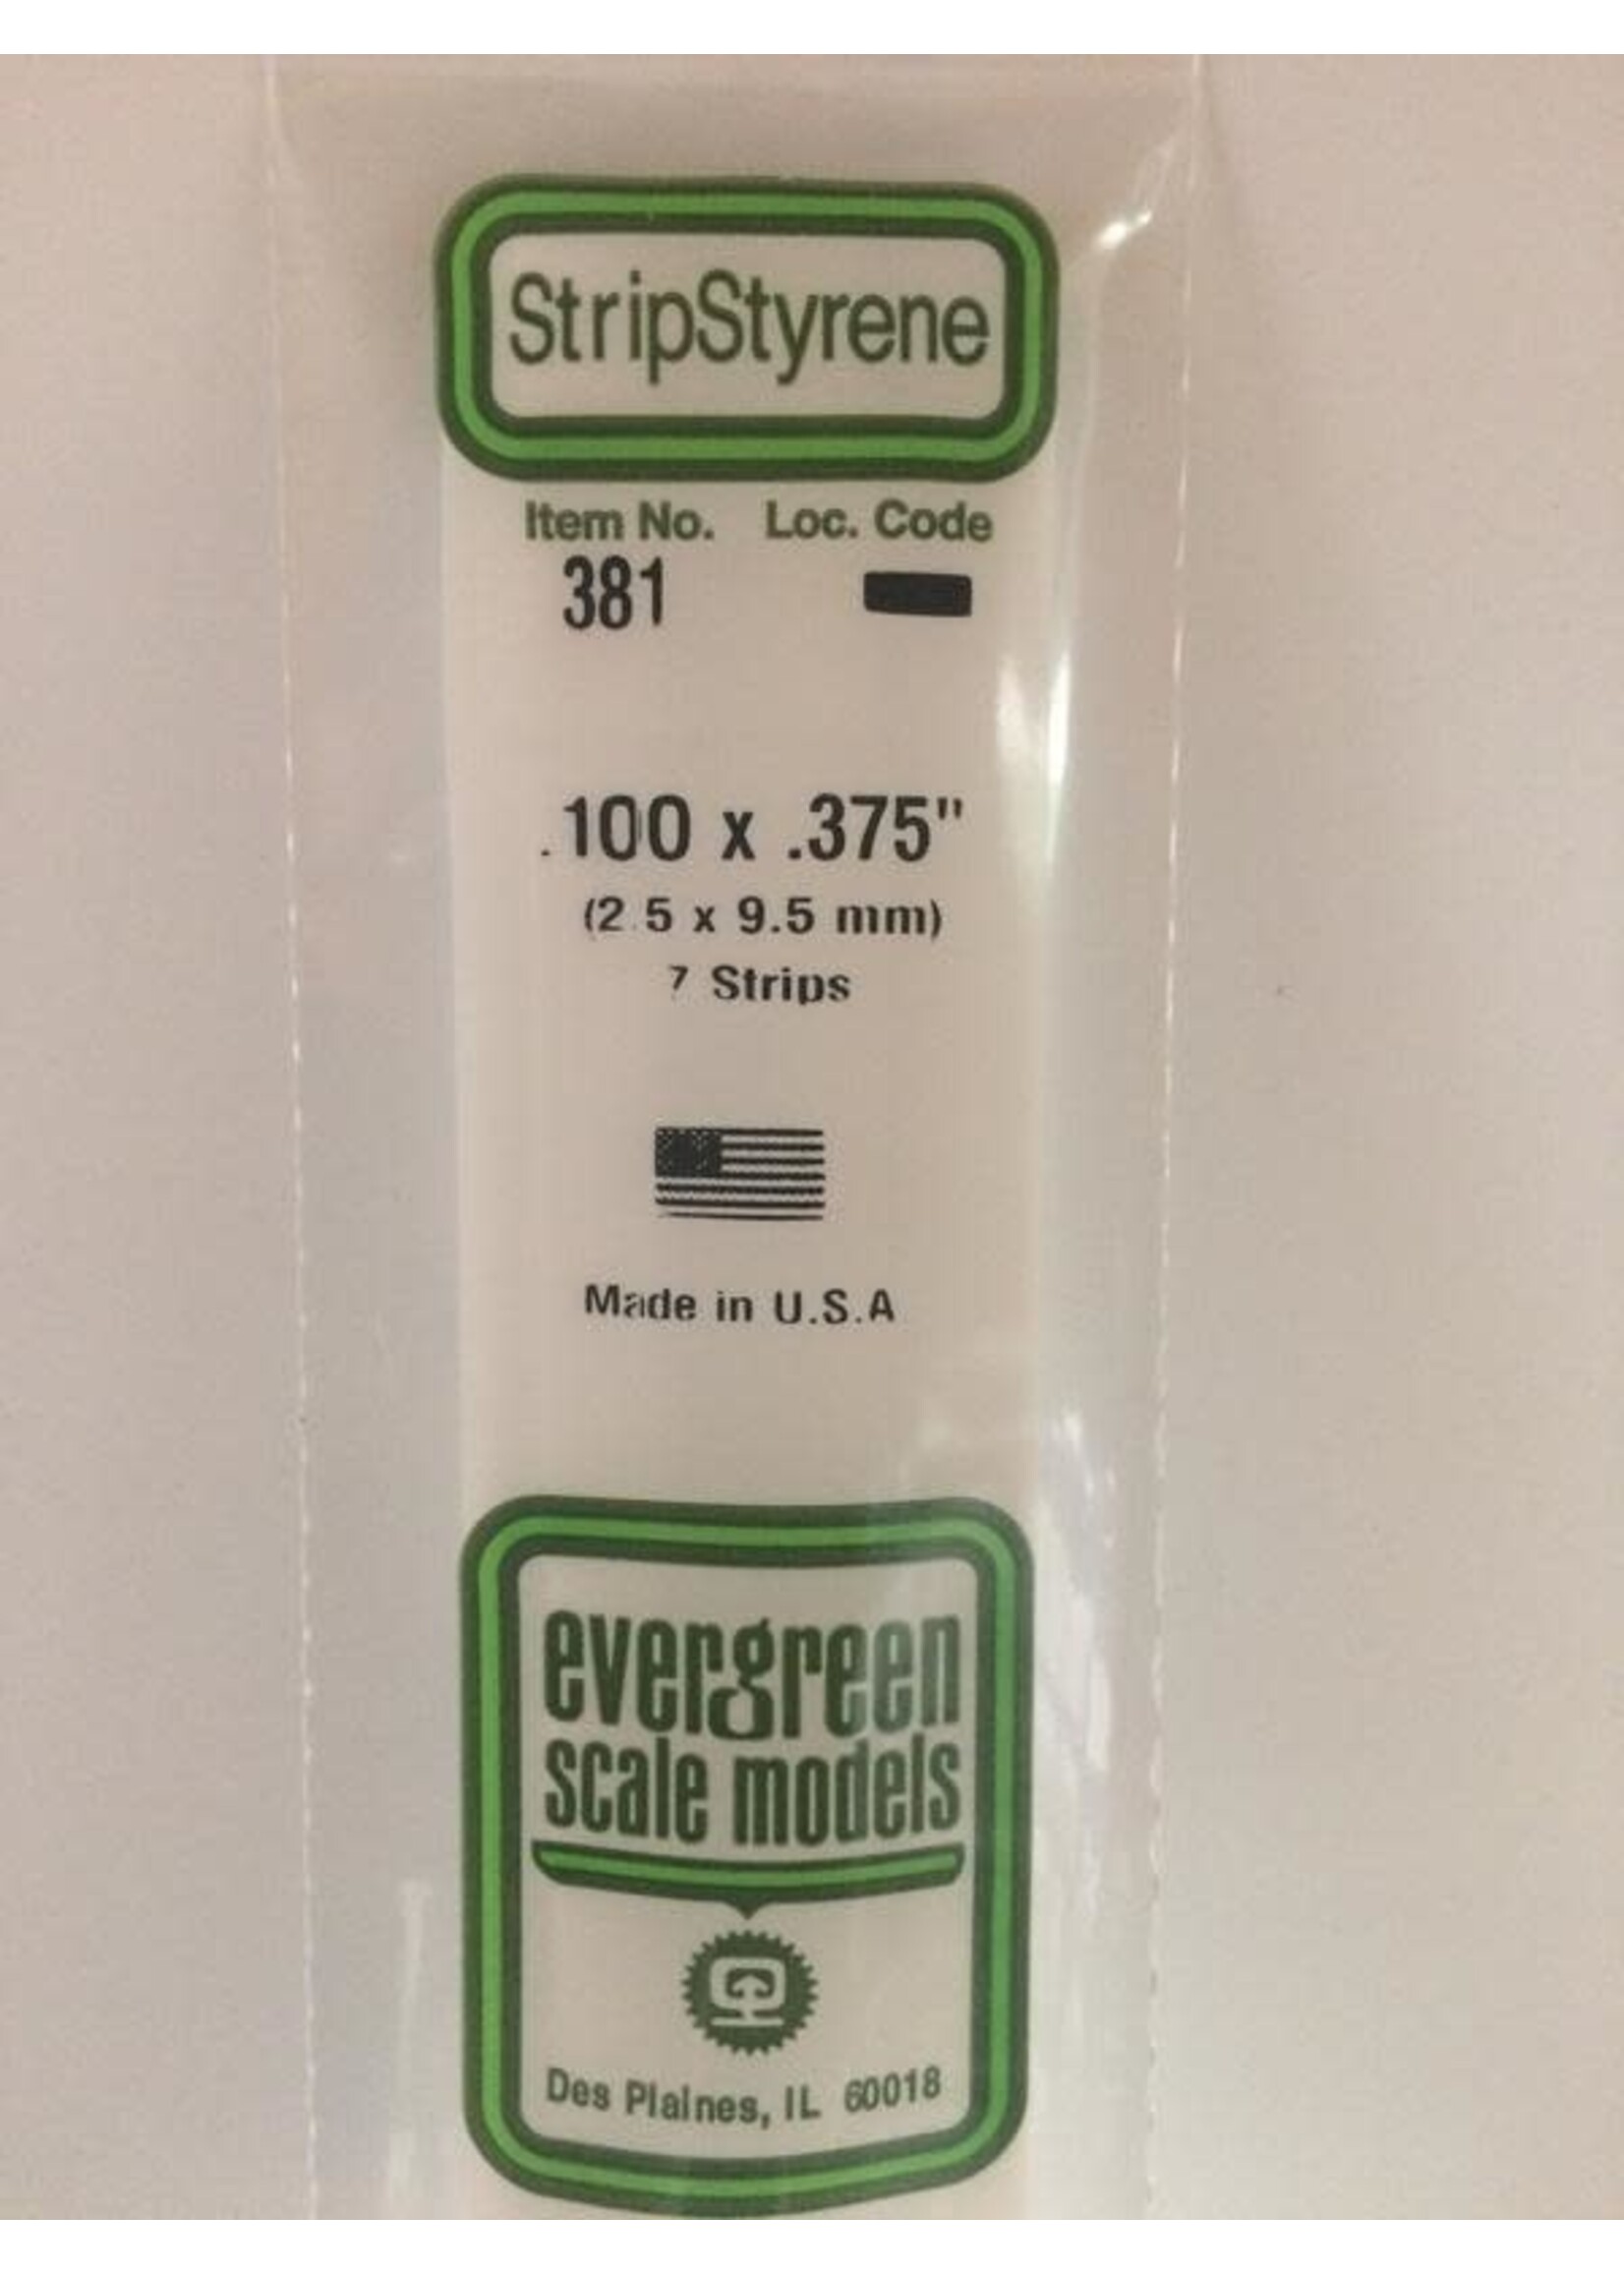 StripStyrene
Item No. Loc. Code
381
.100 x .375"
(2.5 x 9.5 mm)
7 Strips
Made in U.S.A
evergreen
scale models
Des Plaines, IL 60018